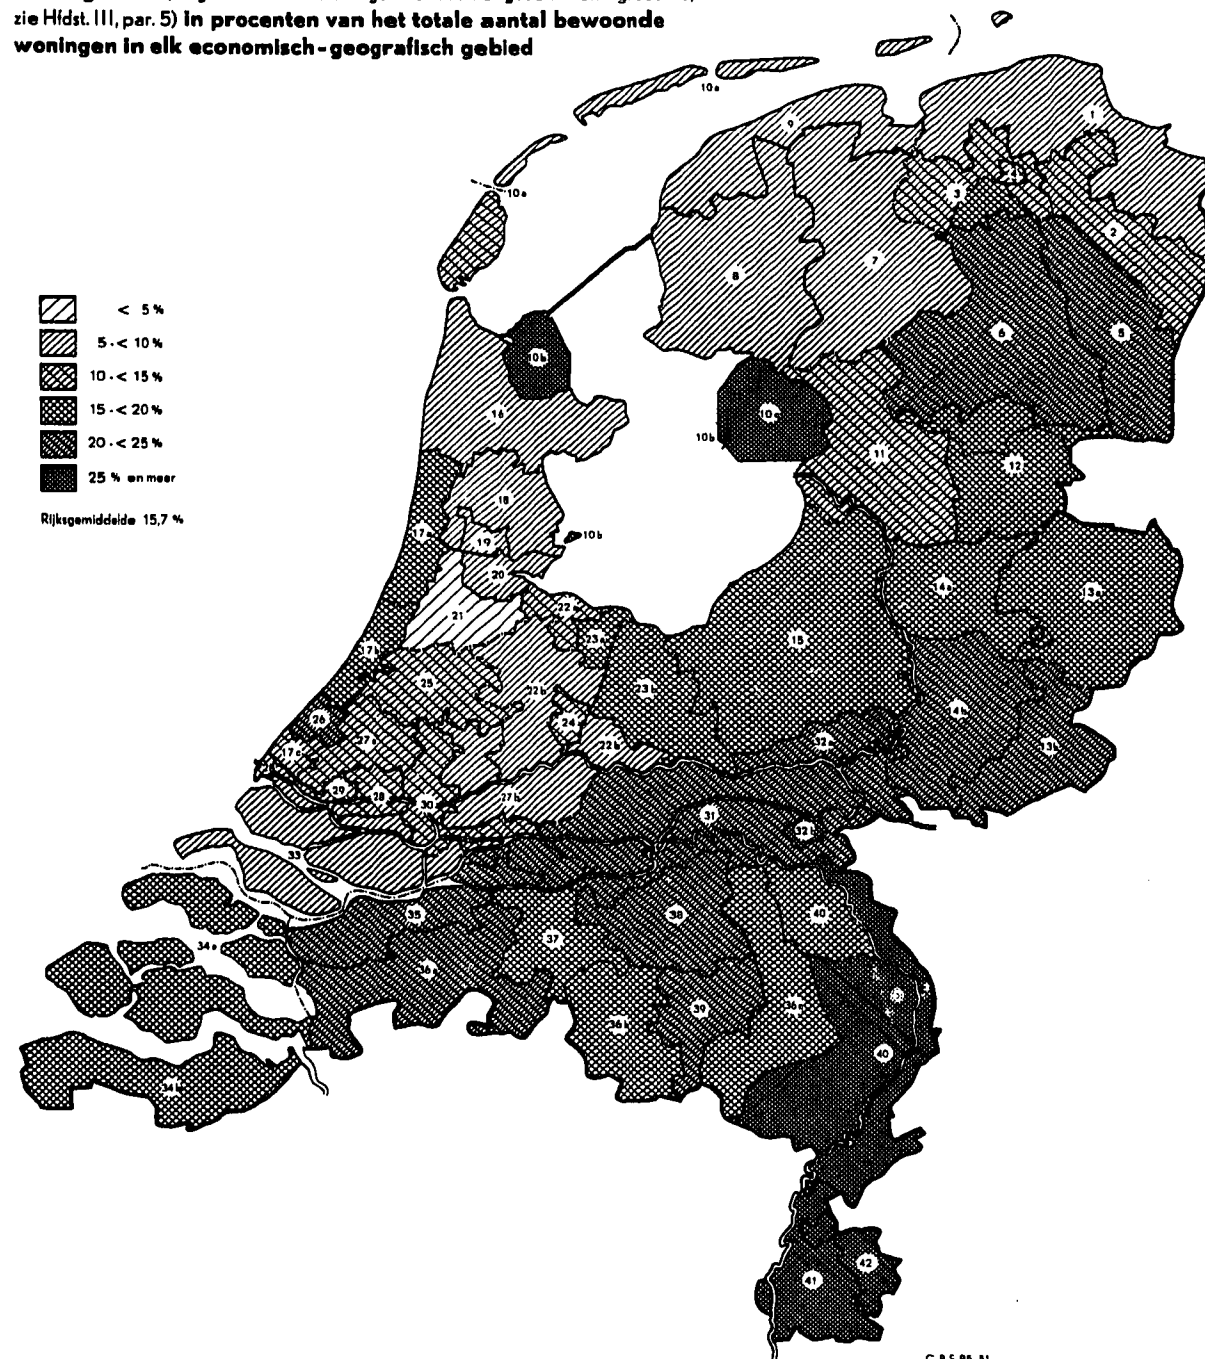 zie Hfdst. III, par. 5) in procenten van het totale aantal bewoonde
woningen in elk economisch-geografisch gebied
10a
9
1
10a
3
2
7
8
6
5
< 5 %
5 - < 10 %
10 - < 15 %
15 - < 20 %
20 - < 25 %
25 % en meer
Rijksgemiddelde 15,7 %
10b
16
10a
10b
11
12
18
17a
19
10b
20
4a
13a
22a
21
23a
15
17b
25
22b
23b
4b
26
24
27a
32a
13b
17c
22b
29
28
27b
30
31
32b
33
35
38
40
37
34a
36a
39
36b
36a
40
34b
41
42
C.B.S.